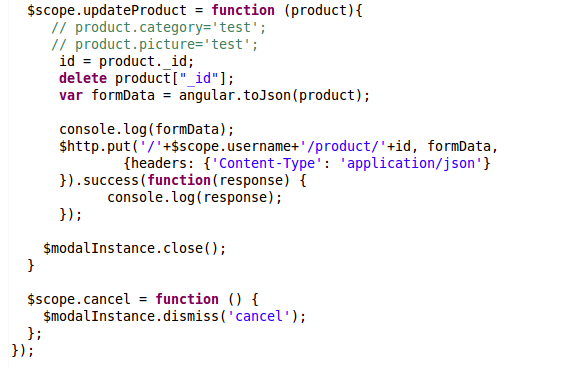 $scope.updateProduct = function (product){
// product.category='test';
// product.picture='test';
id = product._id;
delete product["_id"];
var formData = angular.toJson(product);
console.log(formData);
$http.put('/'+$scope.username+'/product/'+id, formData,
{headers: {'Content-Type': 'application/json'}
}).success(function(response) {
console.log(response);
});
$modalInstance.close();
}
$scope.cancel = function () {
$modalInstance.dismiss('cancel');
};
});